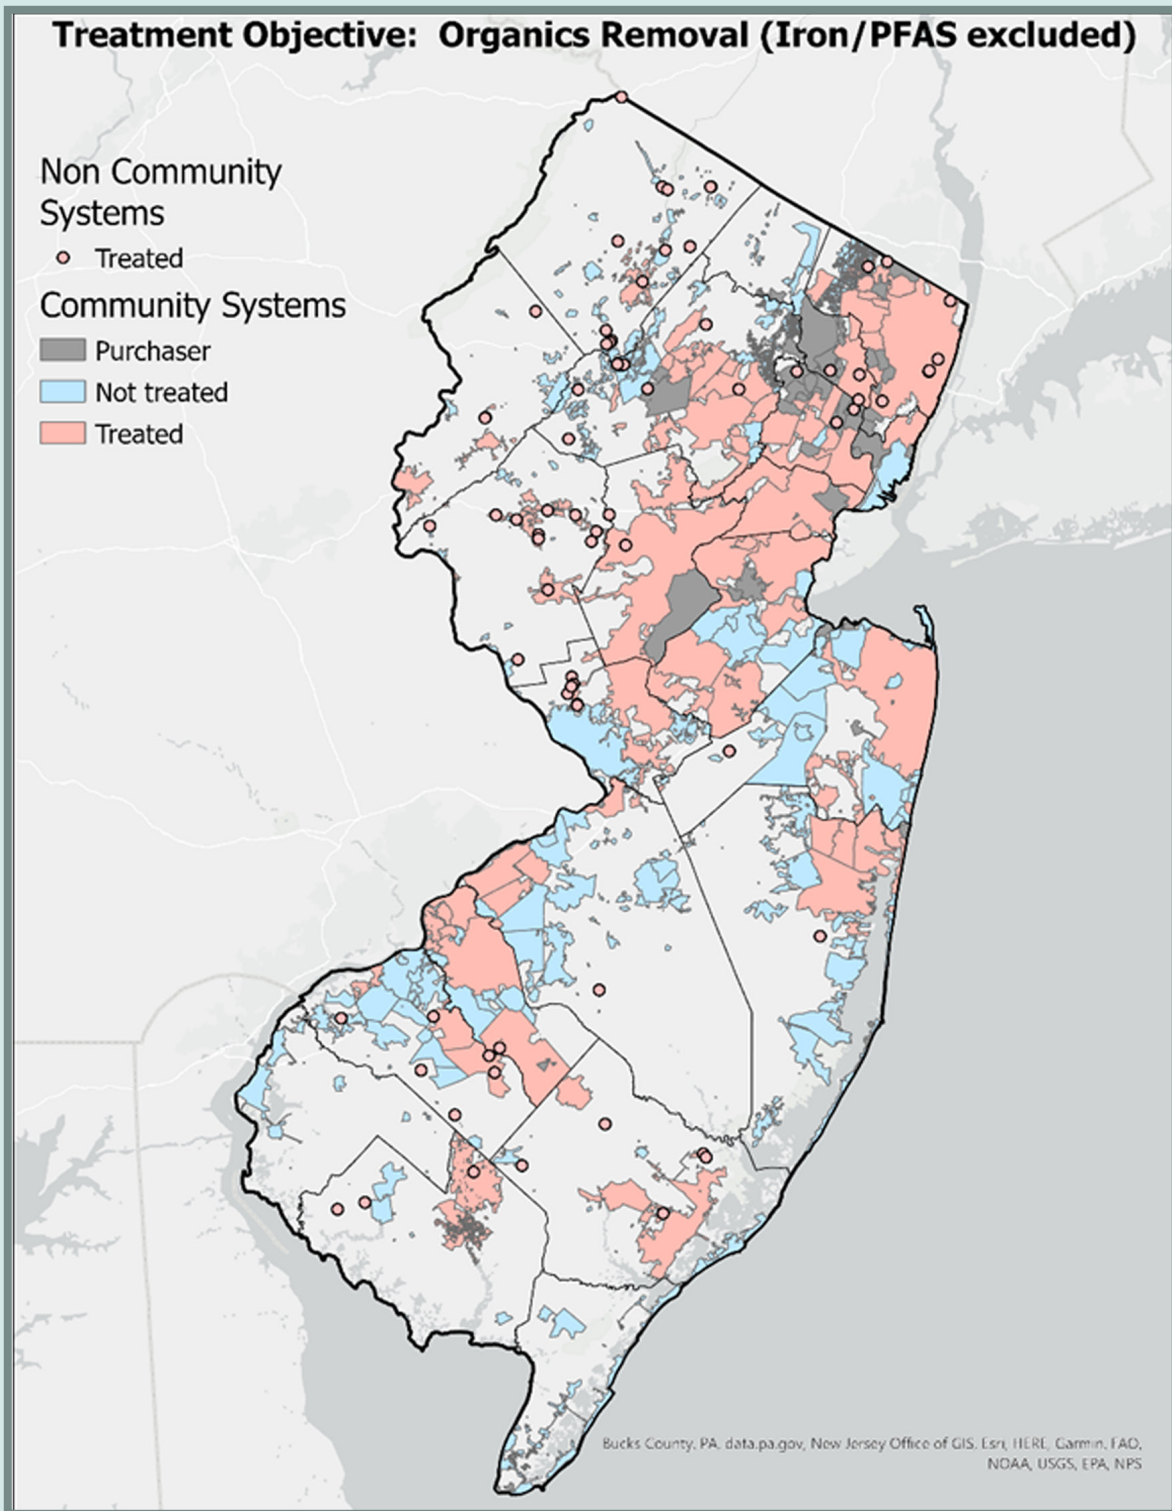 Treatment Objective: Organics Removal (Iron/PFAS excluded)
Non Community
Systems
Treated
Community Systems
Purchaser
Not treated
Treated
Bucks County, PA, data.pa.gov, New Jersey Office of GIS, Esri, HERE, Garmin, FAO,
NOAA, USGS, EPA, NPS